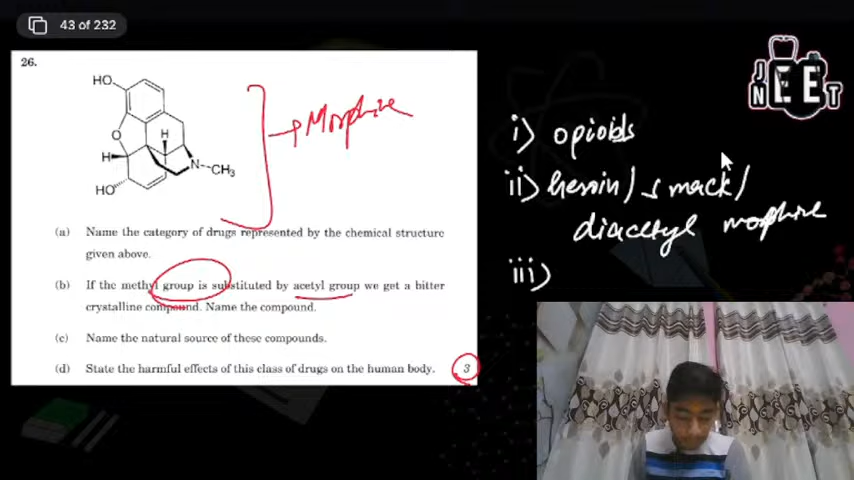 43 of 232
26.
HO
O
H
H
N
CH3
HO
Morphine
(a) Name the category of drugs represented by the chemical structure
given above.
(b) If the methyl group is substituted by acetyl group we get a bitter
crystalline compound. Name the compound.
(c) Name the natural source of these compounds.
(d) State the harmful effects of this class of drugs on the human body. 3
J
NEET
i) opioids
ii) heroin / smack /
diacetyl morphine
iii)